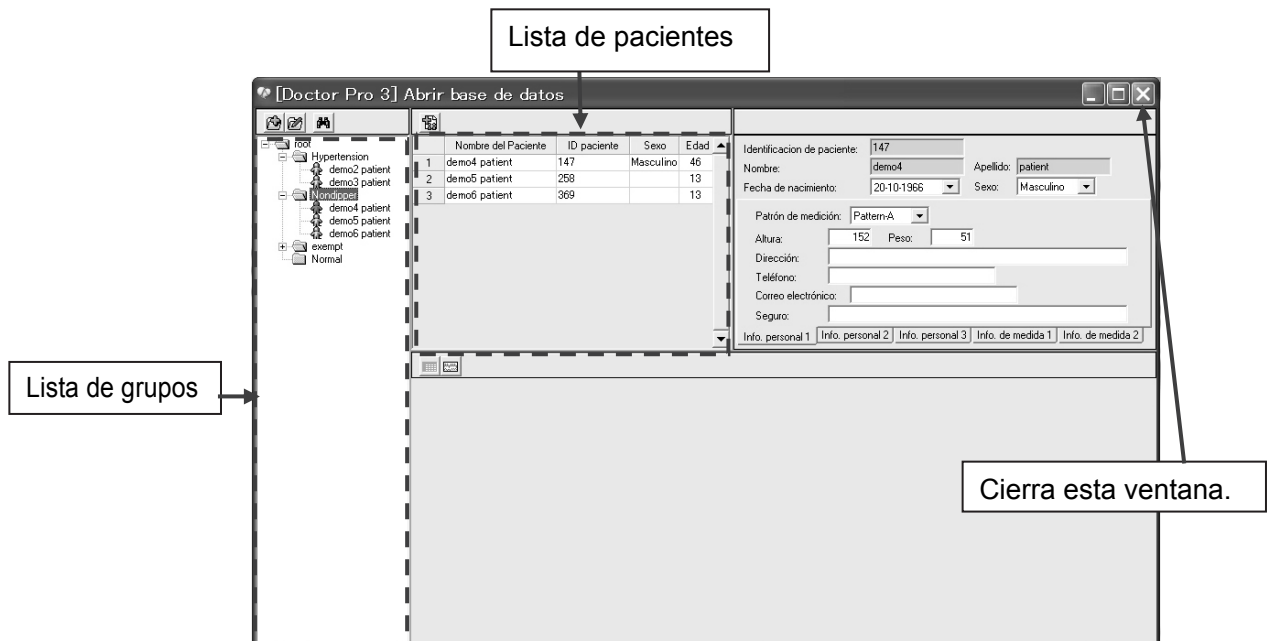 Lista de pacientes
[Doctor Pro 3] Abrir base de datos
root
Hypertension
demo2 patient
demo3 patient
Nondipper
demo4 patient
demo5 patient
demo6 patient
exempt
Normal
Nombre del Paciente ID paciente Sexo Edad
1 demo4 patient 147 Masculino 46
2 demo5 patient 258 13
3 demo6 patient 369 13
Identificacion de paciente: 147
Nombre: demo4 Apellido: patient
Fecha de nacimiento: 20-10-1966 Sexo: Masculino
Patrón de medición: Pattern-A
Altura: 152 Peso: 51
Dirección:
Teléfono:
Correo electrónico:
Seguro:
Info. personal 1 Info. personal 2 Info. personal 3 Info. de medida 1 Info. de medida 2
Lista de grupos
Cierra esta ventana.